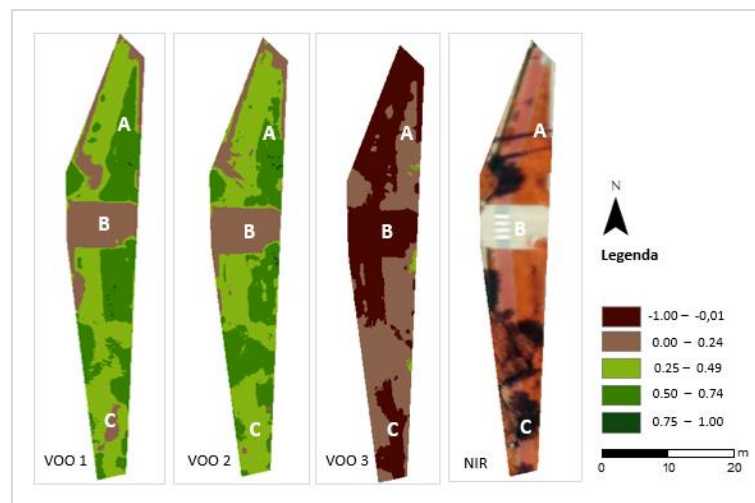 A
B
C
VOO 1
A
B
C
VOO 2
A
B
C
VOO 3
A
B
C
NIR
N
Legenda
-1.00 – -0,01
0.00 – 0.24
0.25 – 0.49
0.50 – 0.74
0.75 – 1.00
m
0 10 20